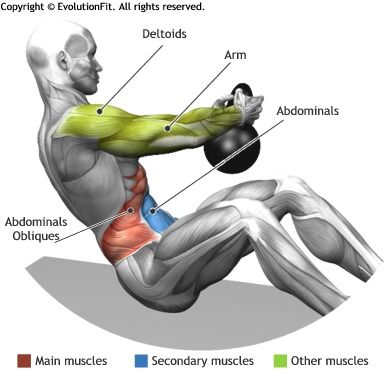 Copyright © EvolutionFit. All rights reserved.
Deltoids
Arm
Abdominals
Abdominals
Obliques
Main muscles
Secondary muscles
Other muscles